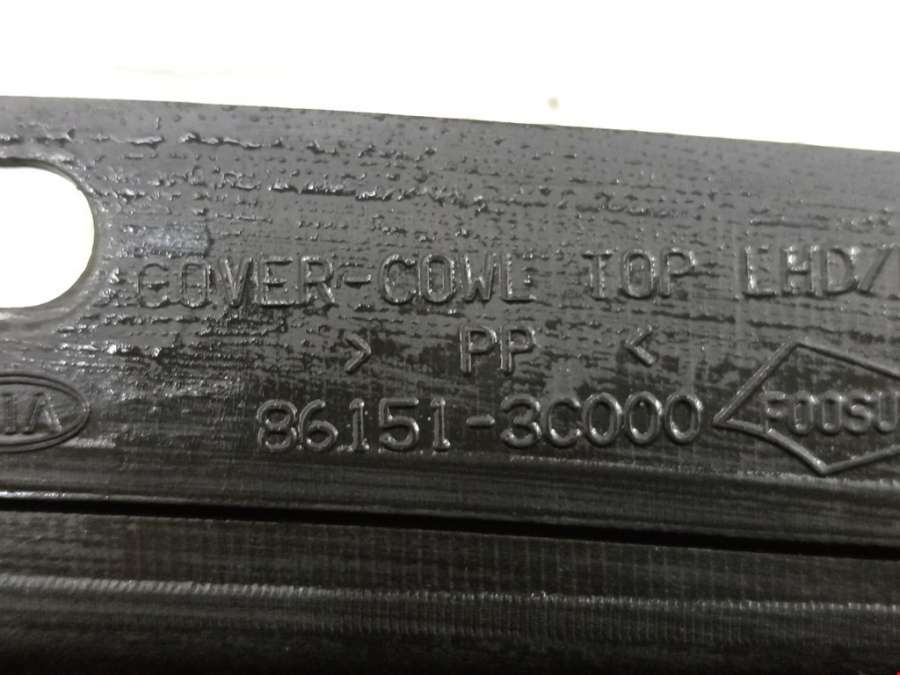 COVER-COWL TOP LHD/
> PP <
86151-3C000